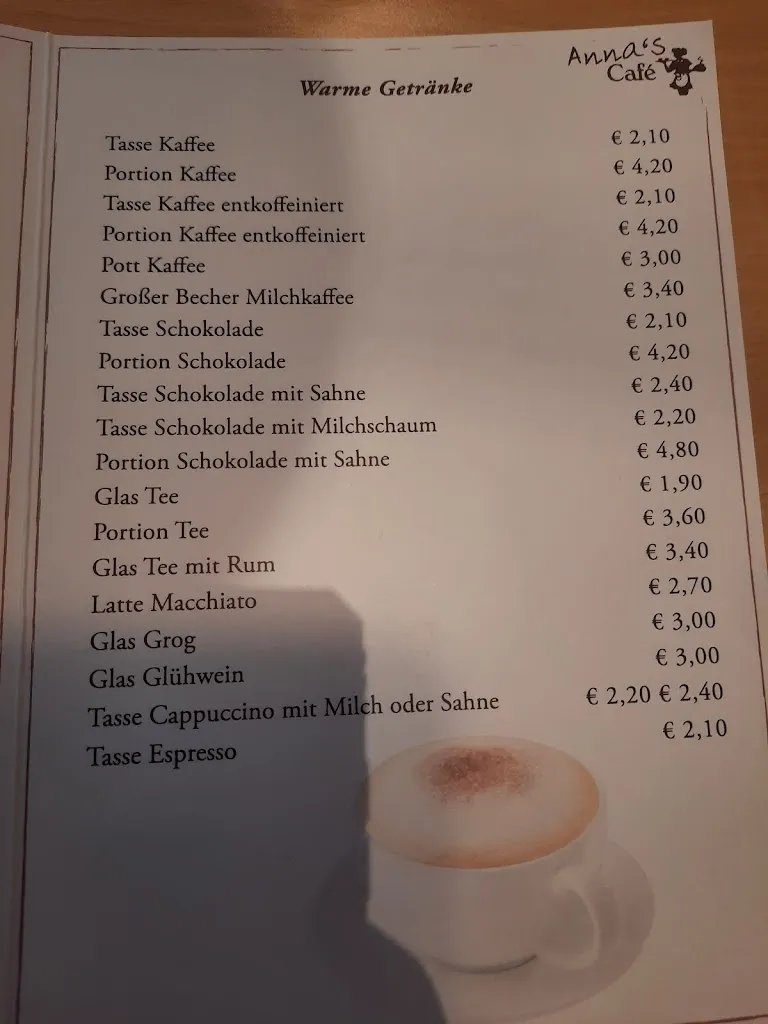 Anna's
Café
Warme Getränke
Tasse Kaffee € 2,10
Portion Kaffee € 4,20
Tasse Kaffee entkoffeiniert € 2,10
Portion Kaffee entkoffeiniert € 4,20
Pott Kaffee € 3,00
Großer Becher Milchkaffee € 3,40
Tasse Schokolade € 2,10
Portion Schokolade € 4,20
Tasse Schokolade mit Sahne € 2,40
Tasse Schokolade mit Milchschaum € 2,20
Portion Schokolade mit Sahne € 4,80
Glas Tee € 1,90
Portion Tee € 3,60
Glas Tee mit Rum € 3,40
Latte Macchiato € 2,70
Glas Grog € 3,00
Glas Glühwein € 3,00
Tasse Cappuccino mit Milch oder Sahne € 2,20 € 2,40
Tasse Espresso € 2,10